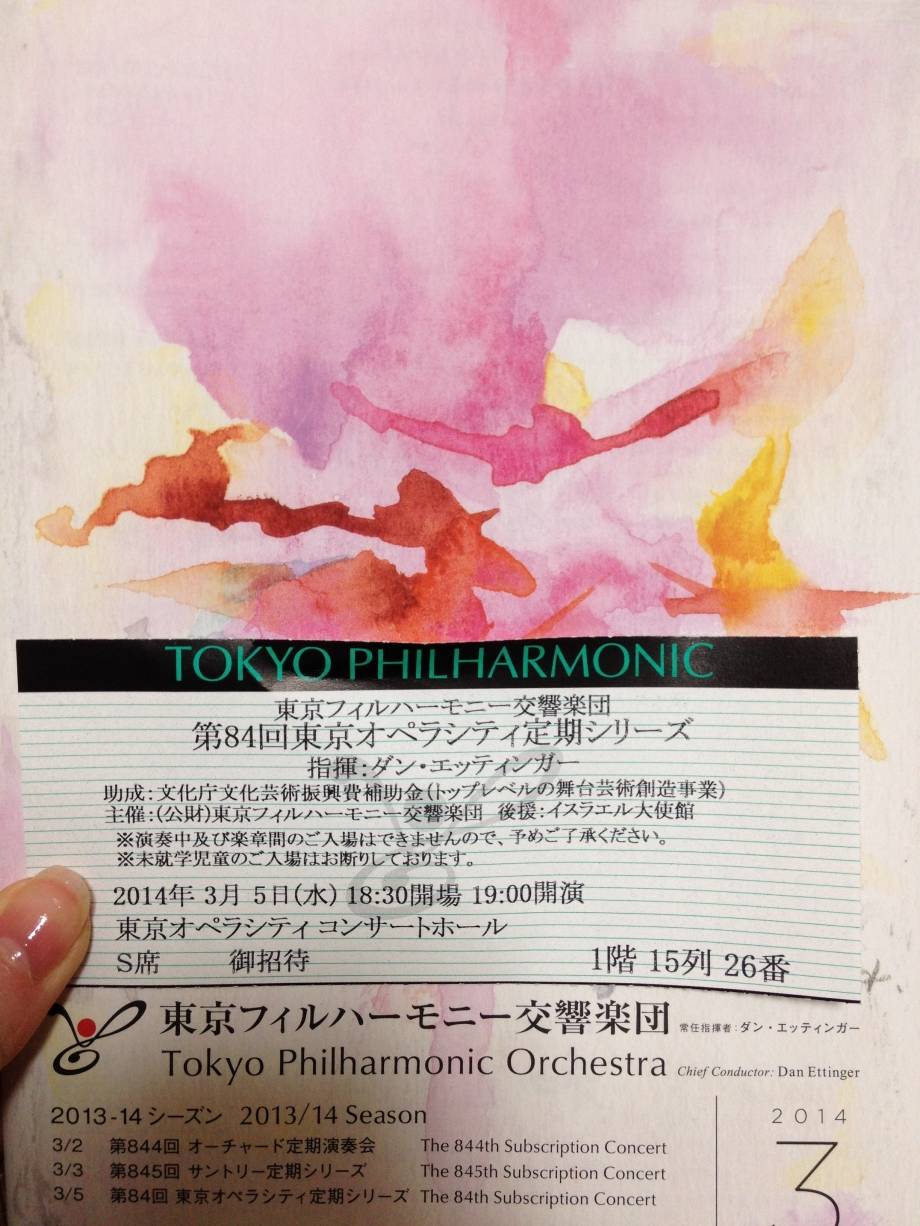 TOKYO PHILHARMONIC
東京フィルハーモニー交響楽団
第84回東京オペラシティ定期シリーズ
指揮:ダン・エッティンガー
助成:文化庁文化芸術振興費補助金(トップレベルの舞台芸術創造事業)
主催:(公財)東京フィルハーモニー交響楽団 後援:イスラエル大使館
※演奏中及び楽章間のご入場はできませんので、予めご了承ください。
※未就学児童のご入場はお断りしております。
2014年 3月 5日(水) 18:30開場 19:00開演
東京オペラシティ コンサートホール
S席 御招待 1階 15列 26番
東京フィルハーモニー交響楽団 常任指揮者:ダン・エッティンガー
Tokyo Philharmonic Orchestra Chief Conductor: Dan Ettinger
2013-14 シーズン 2013/14 Season
3/2 第844回 オーチャード定期演奏会 The 844th Subscription Concert
3/3 第845回 サントリー定期シリーズ The 845th Subscription Concert
3/5 第84回 東京オペラシティ定期シリーズ The 84th Subscription Concert
2014
3